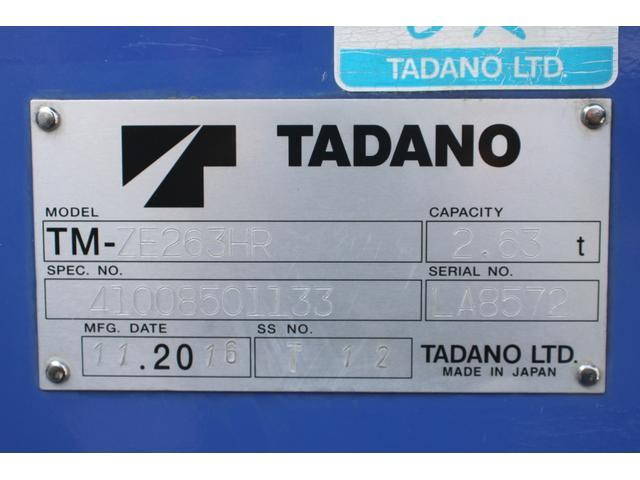 TADANO LTD.
TADANO
MODEL
CAPACITY
TM-ZE263HR
2.63 t
SPEC. NO.
SERIAL NO.
41008501133
LA8572
MFG. DATE
SS NO.
11.2016
T 12
TADANO LTD.
MADE IN JAPAN